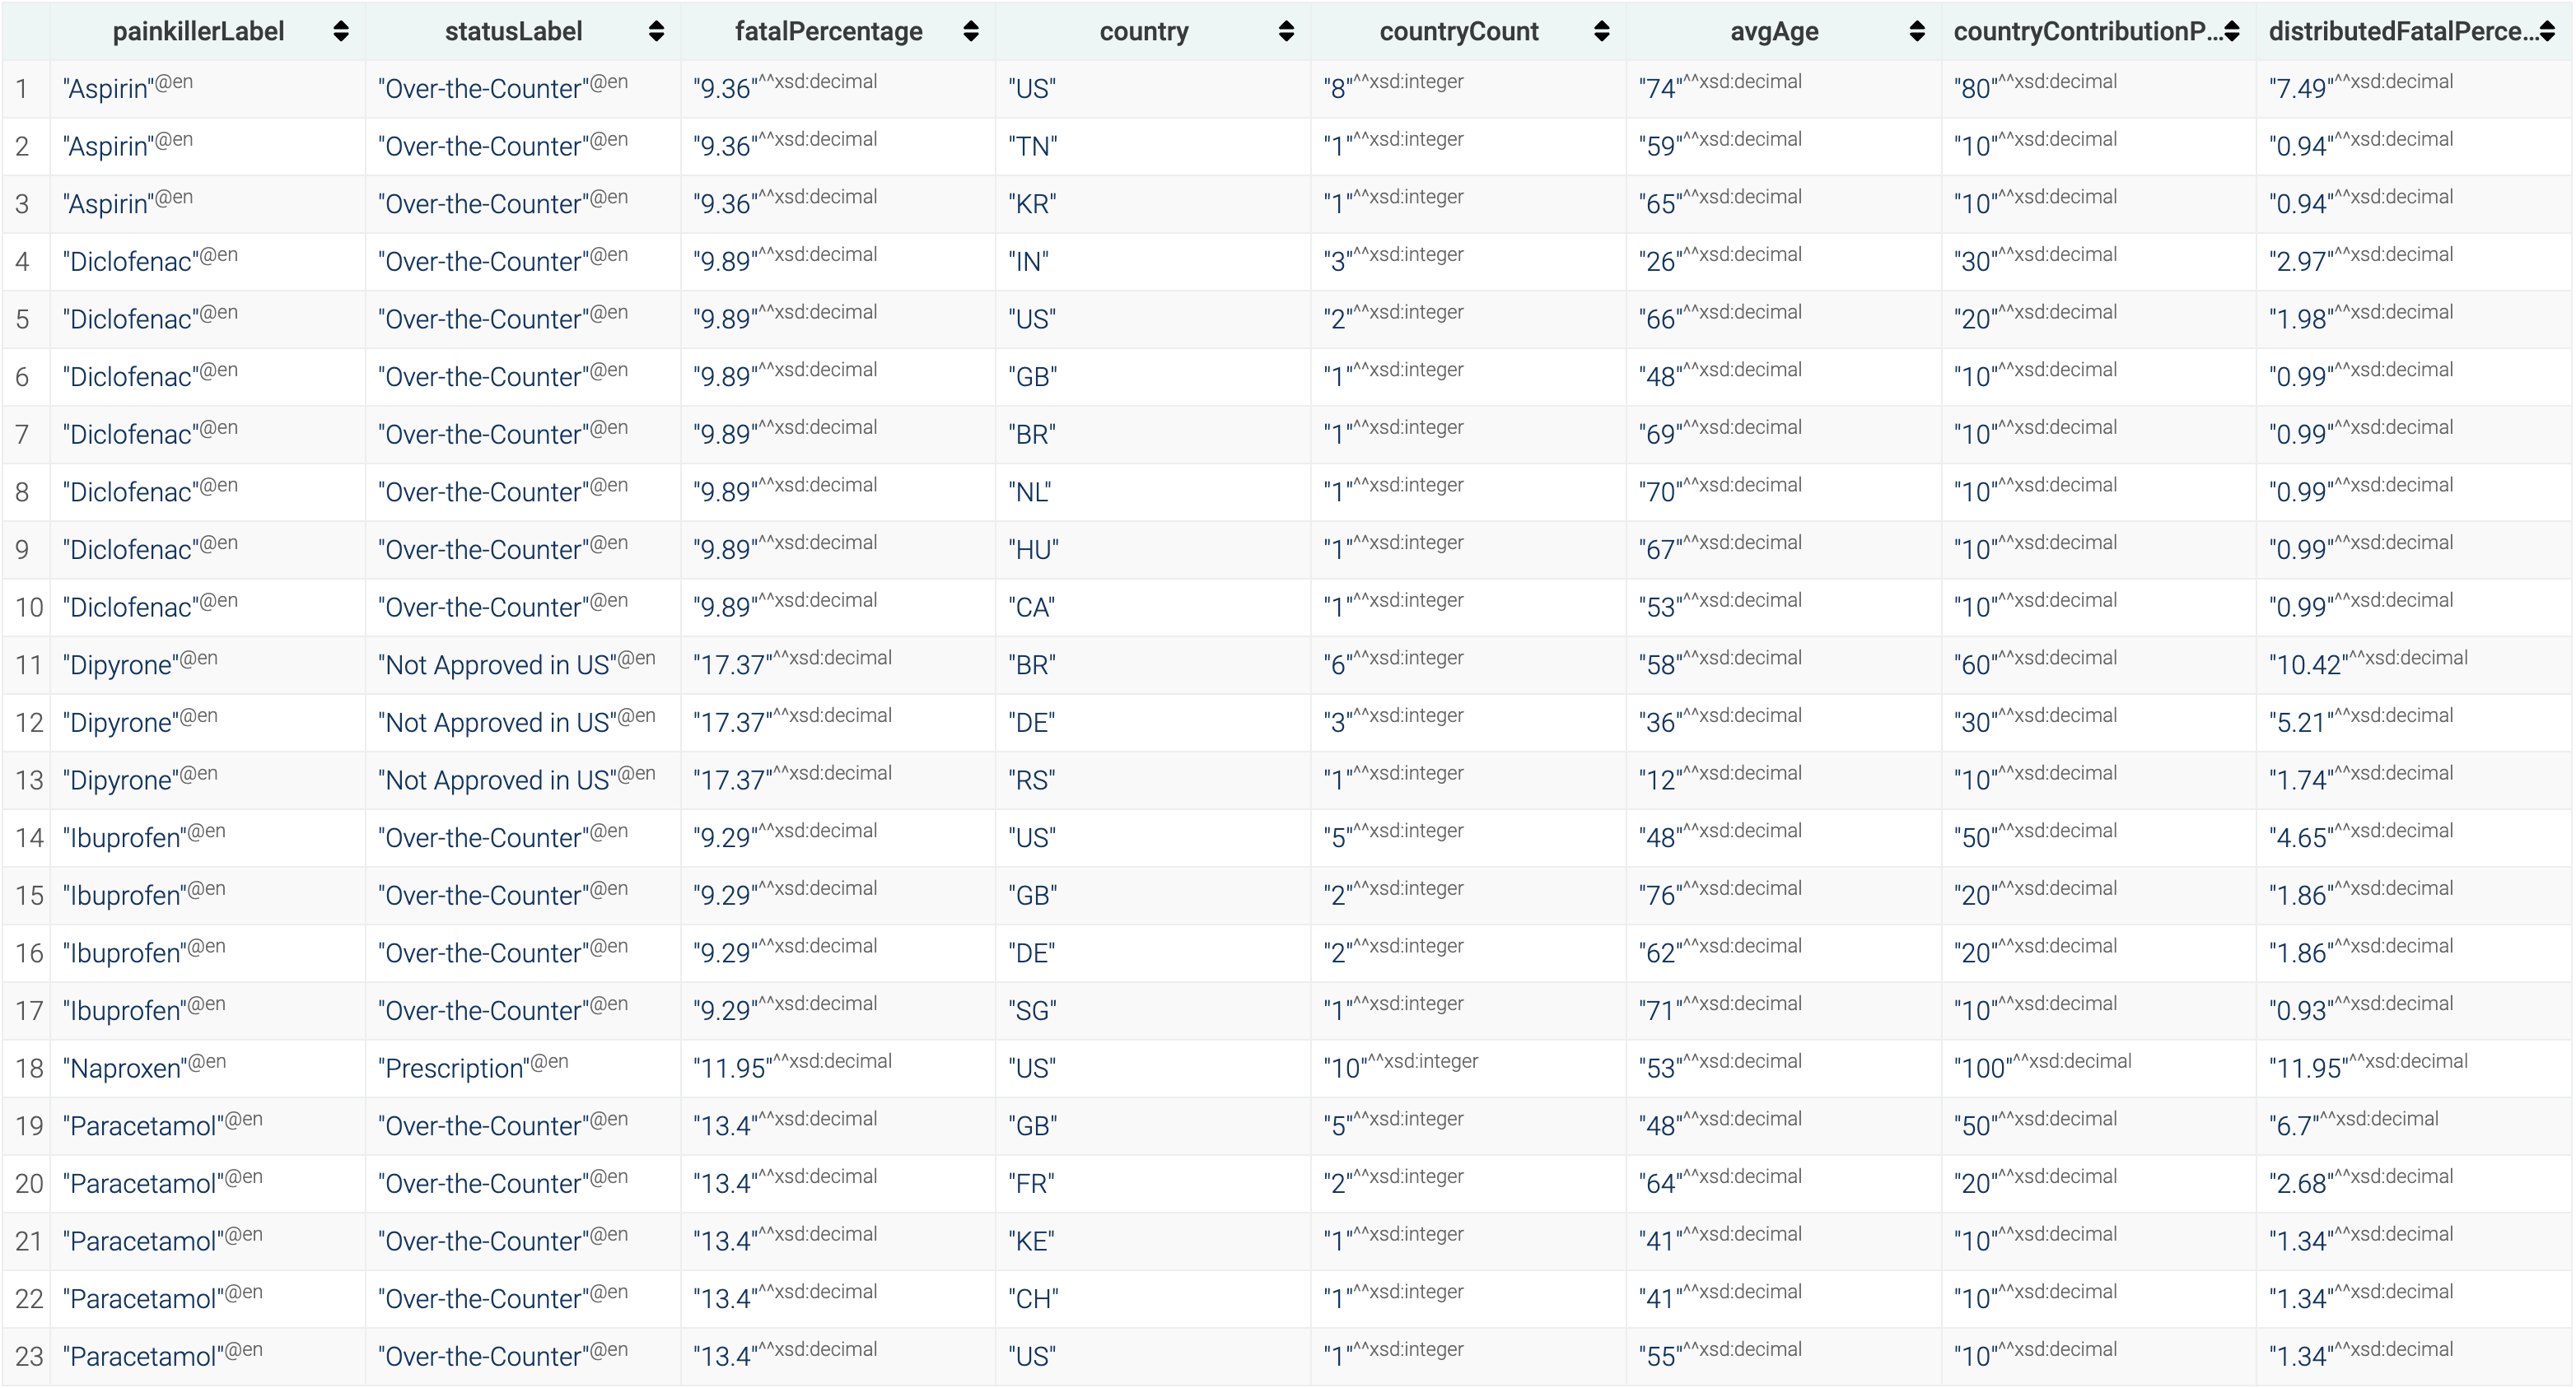 painkillerLabel statusLabel fatalPercentage country countryCount avgAge countryContributionP... distributedFatalPerce...
1 "Aspirin"@en "Over-the-Counter"@en "9.36"^^xsd:decimal "US" "8"^^xsd:integer "74"^^xsd:decimal "80"^^xsd:decimal "7.49"^^xsd:decimal
2 "Aspirin"@en "Over-the-Counter"@en "9.36"^^xsd:decimal "TN" "1"^^xsd:integer "59"^^xsd:decimal "10"^^xsd:decimal "0.94"^^xsd:decimal
3 "Aspirin"@en "Over-the-Counter"@en "9.36"^^xsd:decimal "KR" "1"^^xsd:integer "65"^^xsd:decimal "10"^^xsd:decimal "0.94"^^xsd:decimal
4 "Diclofenac"@en "Over-the-Counter"@en "9.89"^^xsd:decimal "IN" "3"^^xsd:integer "26"^^xsd:decimal "30"^^xsd:decimal "2.97"^^xsd:decimal
5 "Diclofenac"@en "Over-the-Counter"@en "9.89"^^xsd:decimal "US" "2"^^xsd:integer "66"^^xsd:decimal "20"^^xsd:decimal "1.98"^^xsd:decimal
6 "Diclofenac"@en "Over-the-Counter"@en "9.89"^^xsd:decimal "GB" "1"^^xsd:integer "48"^^xsd:decimal "10"^^xsd:decimal "0.99"^^xsd:decimal
7 "Diclofenac"@en "Over-the-Counter"@en "9.89"^^xsd:decimal "BR" "1"^^xsd:integer "69"^^xsd:decimal "10"^^xsd:decimal "0.99"^^xsd:decimal
8 "Diclofenac"@en "Over-the-Counter"@en "9.89"^^xsd:decimal "NL" "1"^^xsd:integer "70"^^xsd:decimal "10"^^xsd:decimal "0.99"^^xsd:decimal
9 "Diclofenac"@en "Over-the-Counter"@en "9.89"^^xsd:decimal "HU" "1"^^xsd:integer "67"^^xsd:decimal "10"^^xsd:decimal "0.99"^^xsd:decimal
10 "Diclofenac"@en "Over-the-Counter"@en "9.89"^^xsd:decimal "CA" "1"^^xsd:integer "53"^^xsd:decimal "10"^^xsd:decimal "0.99"^^xsd:decimal
11 "Dipyrone"@en "Not Approved in US"@en "17.37"^^xsd:decimal "BR" "6"^^xsd:integer "58"^^xsd:decimal "60"^^xsd:decimal "10.42"^^xsd:decimal
12 "Dipyrone"@en "Not Approved in US"@en "17.37"^^xsd:decimal "DE" "3"^^xsd:integer "36"^^xsd:decimal "30"^^xsd:decimal "5.21"^^xsd:decimal
13 "Dipyrone"@en "Not Approved in US"@en "17.37"^^xsd:decimal "RS" "1"^^xsd:integer "12"^^xsd:decimal "10"^^xsd:decimal "1.74"^^xsd:decimal
14 "Ibuprofen"@en "Over-the-Counter"@en "9.29"^^xsd:decimal "US" "5"^^xsd:integer "48"^^xsd:decimal "50"^^xsd:decimal "4.65"^^xsd:decimal
15 "Ibuprofen"@en "Over-the-Counter"@en "9.29"^^xsd:decimal "GB" "2"^^xsd:integer "76"^^xsd:decimal "20"^^xsd:decimal "1.86"^^xsd:decimal
16 "Ibuprofen"@en "Over-the-Counter"@en "9.29"^^xsd:decimal "DE" "2"^^xsd:integer "62"^^xsd:decimal "20"^^xsd:decimal "1.86"^^xsd:decimal
17 "Ibuprofen"@en "Over-the-Counter"@en "9.29"^^xsd:decimal "SG" "1"^^xsd:integer "71"^^xsd:decimal "10"^^xsd:decimal "0.93"^^xsd:decimal
18 "Naproxen"@en "Prescription"@en "11.95"^^xsd:decimal "US" "10"^^xsd:integer "53"^^xsd:decimal "100"^^xsd:decimal "11.95"^^xsd:decimal
19 "Paracetamol"@en "Over-the-Counter"@en "13.4"^^xsd:decimal "GB" "5"^^xsd:integer "48"^^xsd:decimal "50"^^xsd:decimal "6.7"^^xsd:decimal
20 "Paracetamol"@en "Over-the-Counter"@en "13.4"^^xsd:decimal "FR" "2"^^xsd:integer "64"^^xsd:decimal "20"^^xsd:decimal "2.68"^^xsd:decimal
21 "Paracetamol"@en "Over-the-Counter"@en "13.4"^^xsd:decimal "KE" "1"^^xsd:integer "41"^^xsd:decimal "10"^^xsd:decimal "1.34"^^xsd:decimal
22 "Paracetamol"@en "Over-the-Counter"@en "13.4"^^xsd:decimal "CH" "1"^^xsd:integer "41"^^xsd:decimal "10"^^xsd:decimal "1.34"^^xsd:decimal
23 "Paracetamol"@en "Over-the-Counter"@en "13.4"^^xsd:decimal "US" "1"^^xsd:integer "55"^^xsd:decimal "10"^^xsd:decimal "1.34"^^xsd:decimal